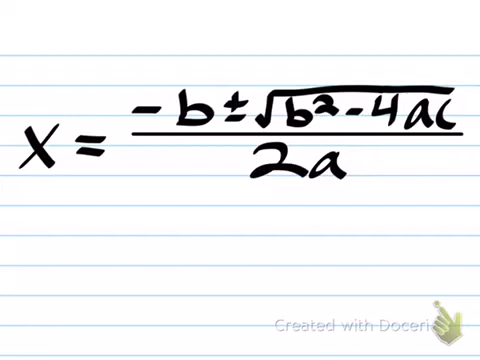 x = -b ± √b² - 4ac / 2a
Created with Doceri